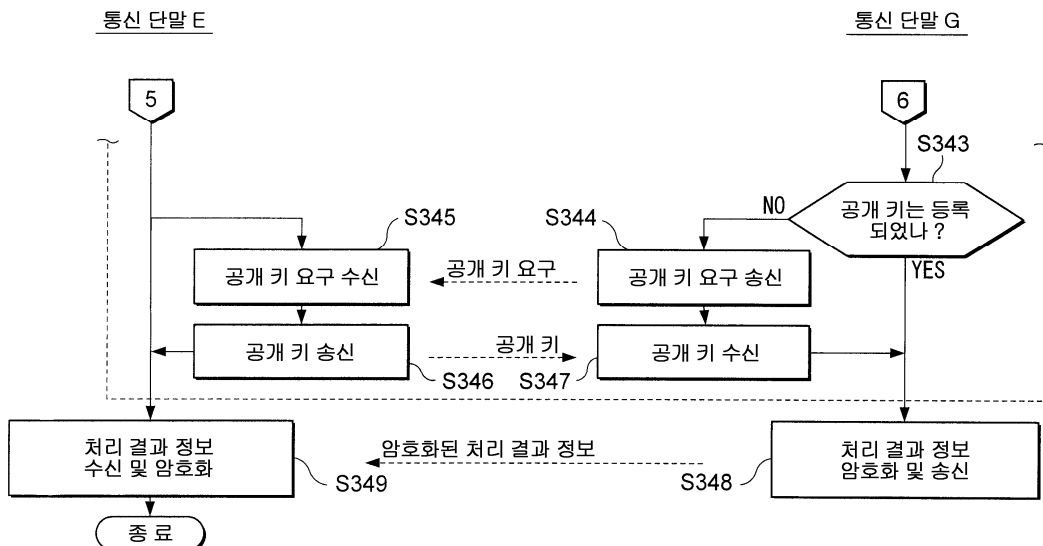 통신 단말 E
통신 단말 G
5
6
S343
공개 키는 등록
되었나 ?
NO
YES
S345
S344
공개 키 요구 수신
공개 키 요구
공개 키 요구 송신
공개 키 송신
공개 키
공개 키 수신
S346
S347
처리 결과 정보
수신 및 암호화
암호화된 처리 결과 정보
처리 결과 정보
암호화 및 송신
S349
S348
종 료